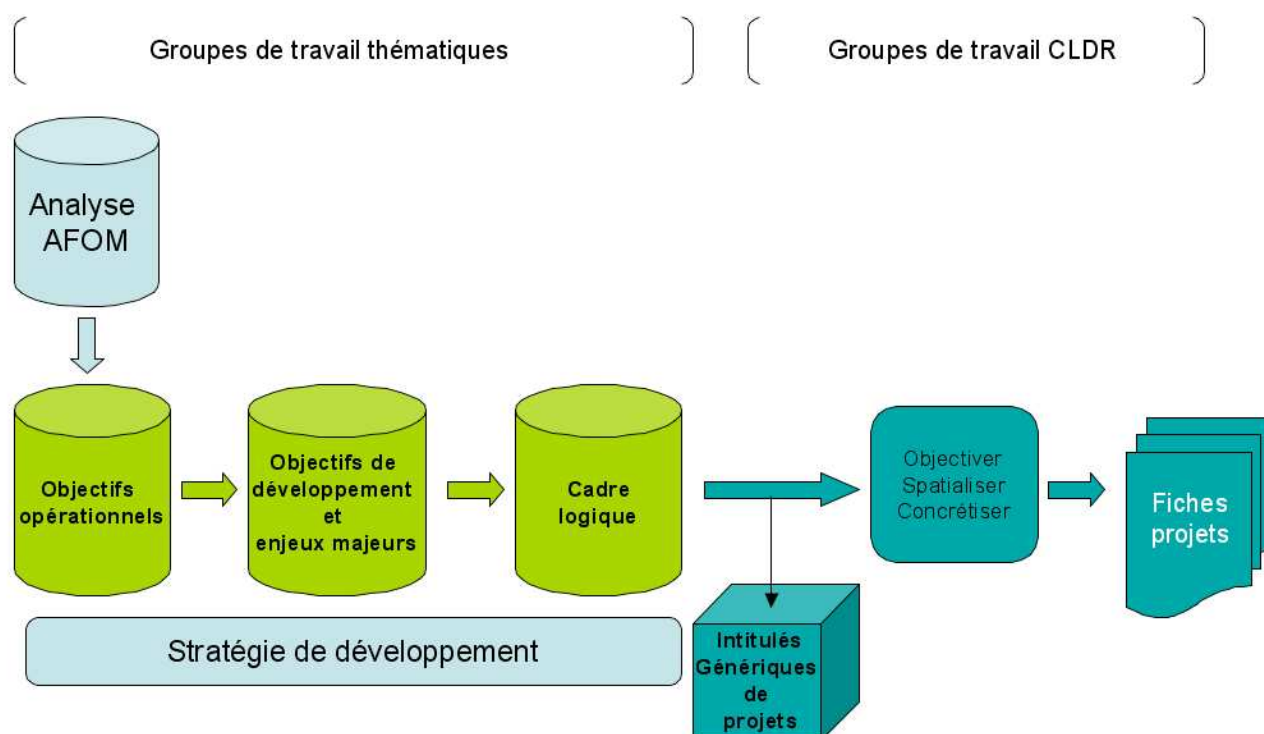 Groupes de travail thématiques
Groupes de travail CLDR
Analyse
AFOM
Objectifs
opérationnels
Objectifs de
développement
et
enjeux majeurs
Cadre
logique
Objectiver
Spatialiser
Concrétiser
Fiches
projets
Stratégie de développement
Intitulés
Génériques
de
projets